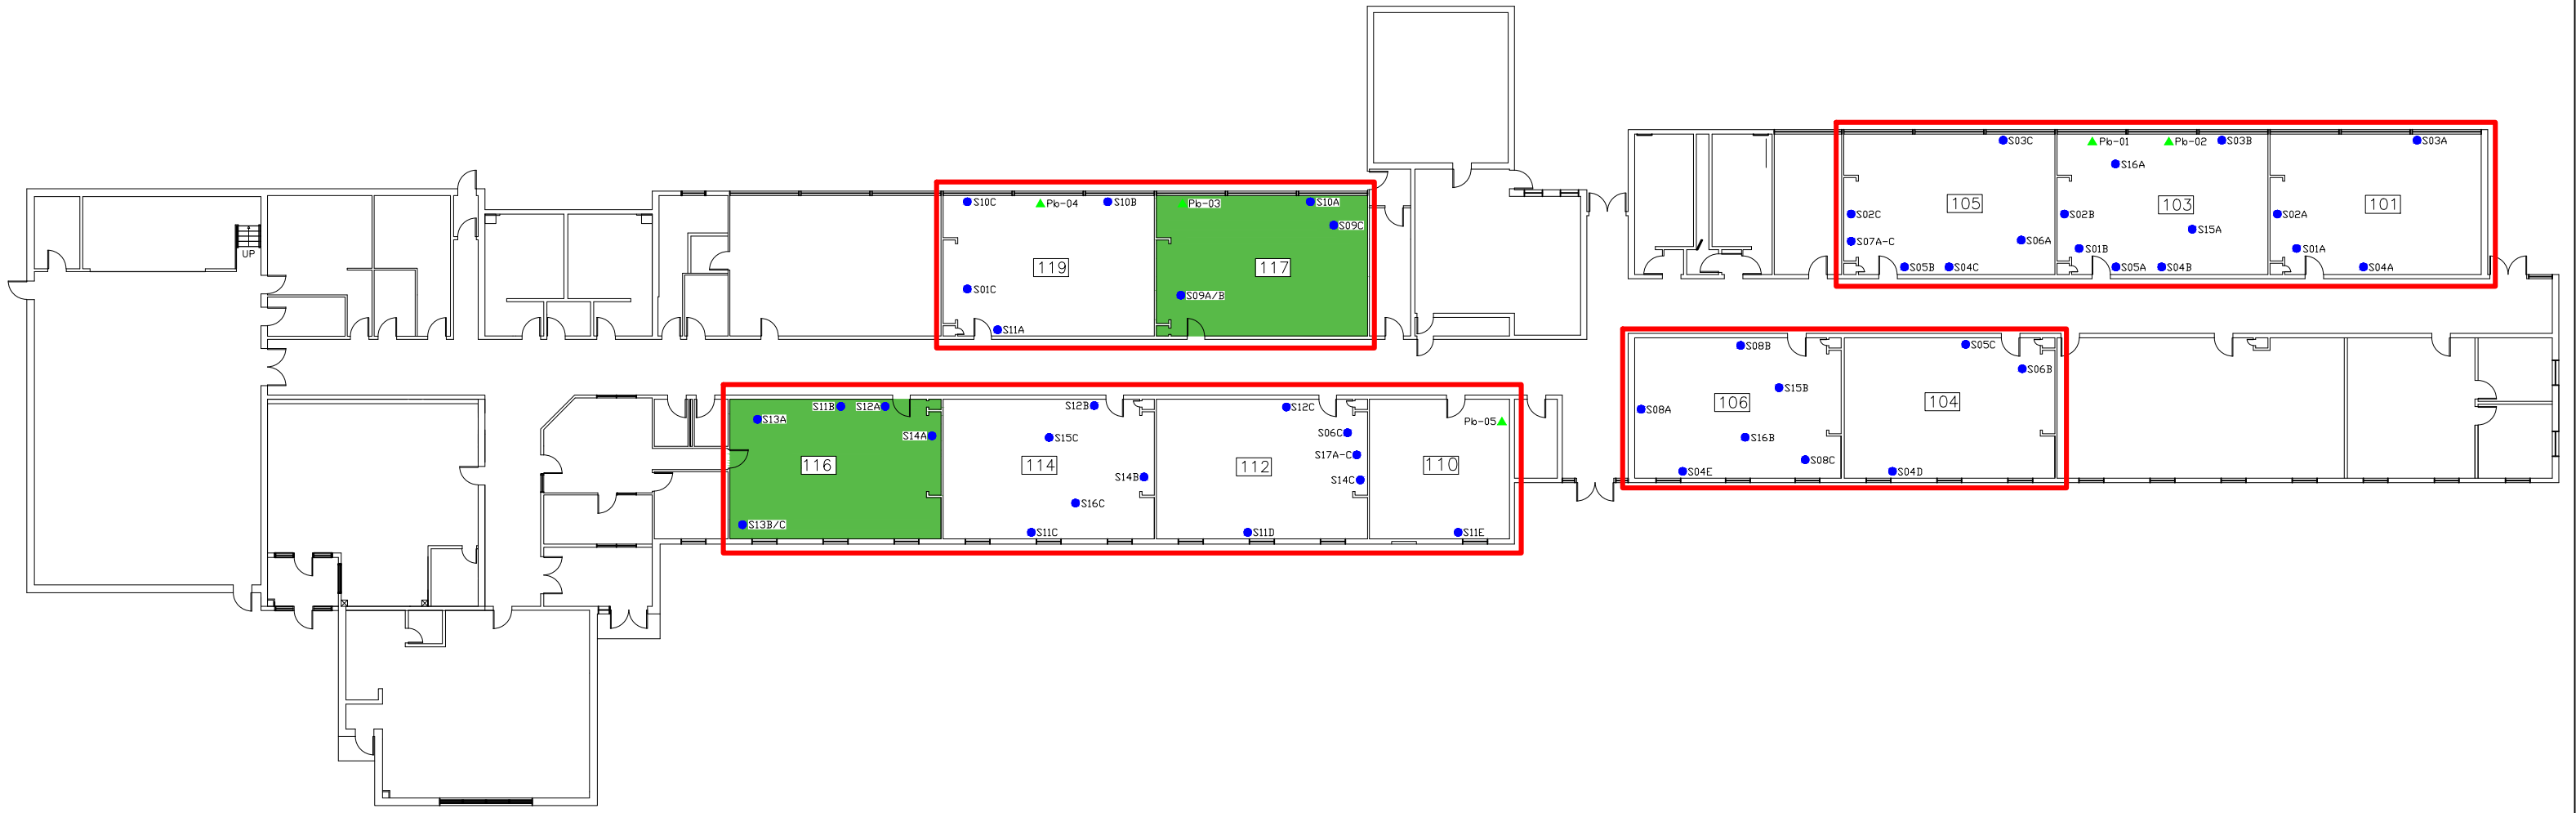 S03C
Pb-01
Pb-02
S03B
S03A
S16A
105
103
101
S02C
S02B
S02A
S07A-C
S06A
S15A
S01B
S01A
S05B
S04C
S05A
S04B
S04A
S10C
Pb-04
S10B
Pb-03
S10A
S09C
UP
119
117
S01C
S09A/B
S11A
S08B
S05C
S06B
S15B
106
104
S08A
S16B
S08C
S04E
S04D
S11B
S12A
S12B
S12C
S13A
Pb-05
S14A
S15C
S06C
116
114
112
110
S17A-C
S14B
S14C
S16C
S13B/C
S11C
S11D
S11E